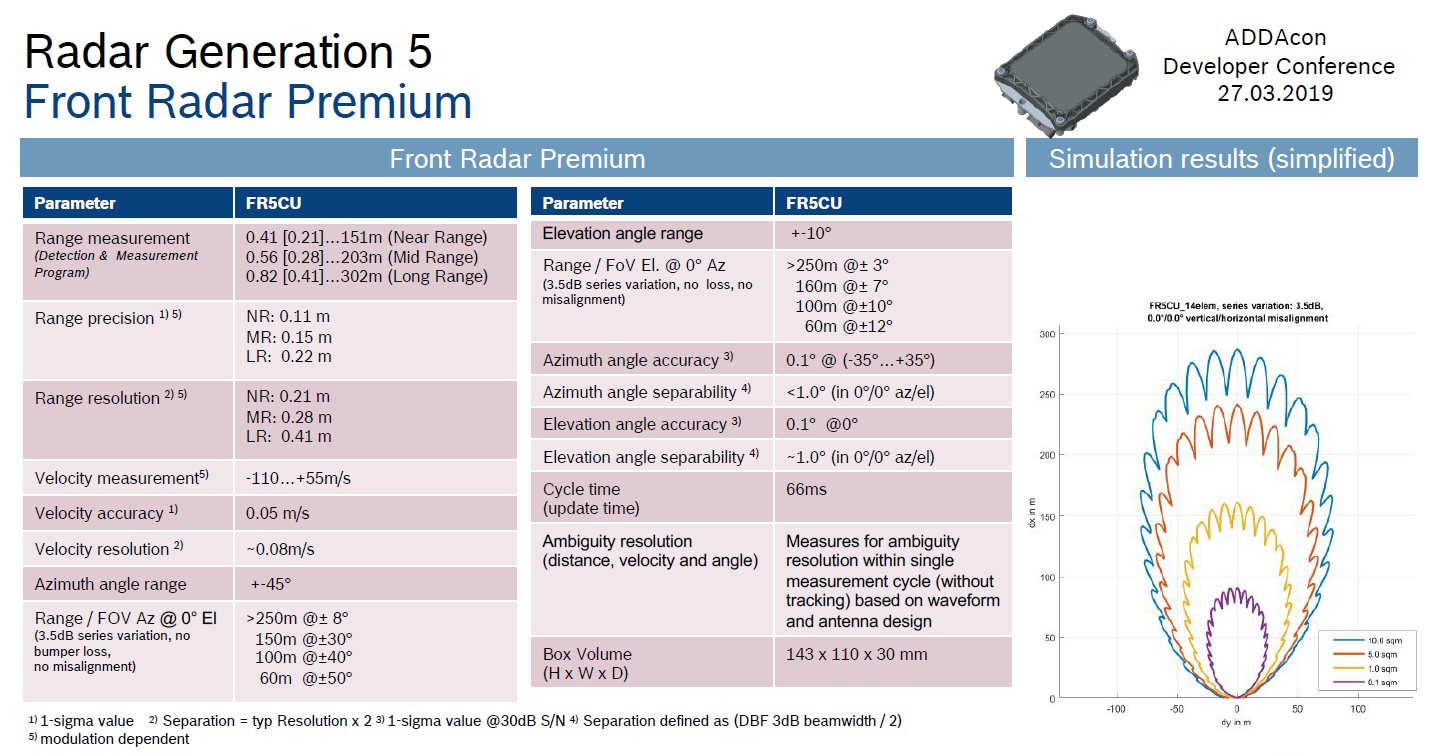 Radar Generation 5
Front Radar Premium
ADDAcon
Developer Conference
27.03.2019
Front Radar Premium
Simulation results (simplified)
Parameter FR5CU
Range measurement
(Detection & Measurement
Program)
0.41 [0.21]...151m (Near Range)
0.56 [0.28]...203m (Mid Range)
0.82 [0.41]...302m (Long Range)
Range precision 1) 5)
NR: 0.11 m
MR: 0.15 m
LR: 0.22 m
Range resolution 2) 5)
NR: 0.21 m
MR: 0.28 m
LR: 0.41 m
Velocity measurement5) -110...+55m/s
Velocity accuracy 1) 0.05 m/s
Velocity resolution 2) ~0.08m/s
Azimuth angle range +-45°
Range / FOV Az @ 0° El
(3.5dB series variation, no
bumper loss,
no misalignment)
>250m @± 8°
150m @±30°
100m @±40°
60m @±50°
Parameter FR5CU
Elevation angle range +-10°
Range / FoV El. @ 0° Az
(3.5dB series variation, no loss, no
misalignment)
>250m @± 3°
160m @± 7°
100m @±10°
60m @±12°
Azimuth angle accuracy 3) 0.1° @ (-35°...+35°)
Azimuth angle separability 4) <1.0° (in 0°/0° az/el)
Elevation angle accuracy 3) 0.1° @0°
Elevation angle separability 4) ~1.0° (in 0°/0° az/el)
Cycle time
(update time)
66ms
Ambiguity resolution
(distance, velocity and angle)
Measures for ambiguity
resolution within single
measurement cycle (without
tracking) based on waveform
and antenna design
Box Volume
(H x W x D)
143 x 110 x 30 mm
FR5CU_14elem, series variation: 3.5dB,
0.0°/0.0° vertical/horizontal misalignment
300
250
200
150
100
50
0
dx in m
-100 -50 0 50 100
dy in m
10.0 sqm
5.0 sqm
1.0 sqm
0.1 sqm
1) 1-sigma value 2) Separation = typ Resolution x 2 3) 1-sigma value @30dB S/N 4) Separation defined as (DBF 3dB beamwidth / 2)
5) modulation dependent